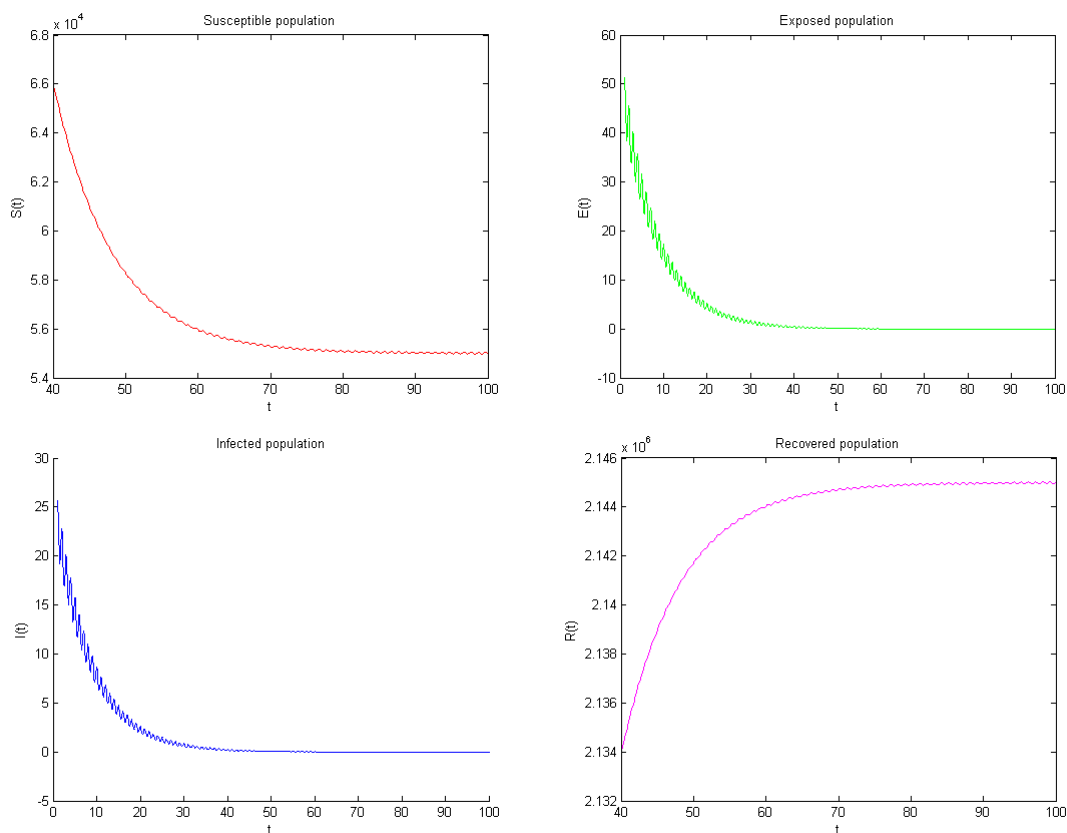 Susceptible population
x 10^4
6.8
6.6
6.4
6.2
6
5.8
5.6
5.4
S(t)
40 50 60 70 80 90 100
t
Exposed population
60
50
40
30
20
10
0
-10
E(t)
0 10 20 30 40 50 60 70 80 90 100
t
Infected population
30
25
20
15
10
5
0
-5
I(t)
0 10 20 30 40 50 60 70 80 90 100
t
Recovered population
x 10^6
2.146
2.144
2.142
2.14
2.138
2.136
2.134
2.132
R(t)
40 50 60 70 80 90 100
t